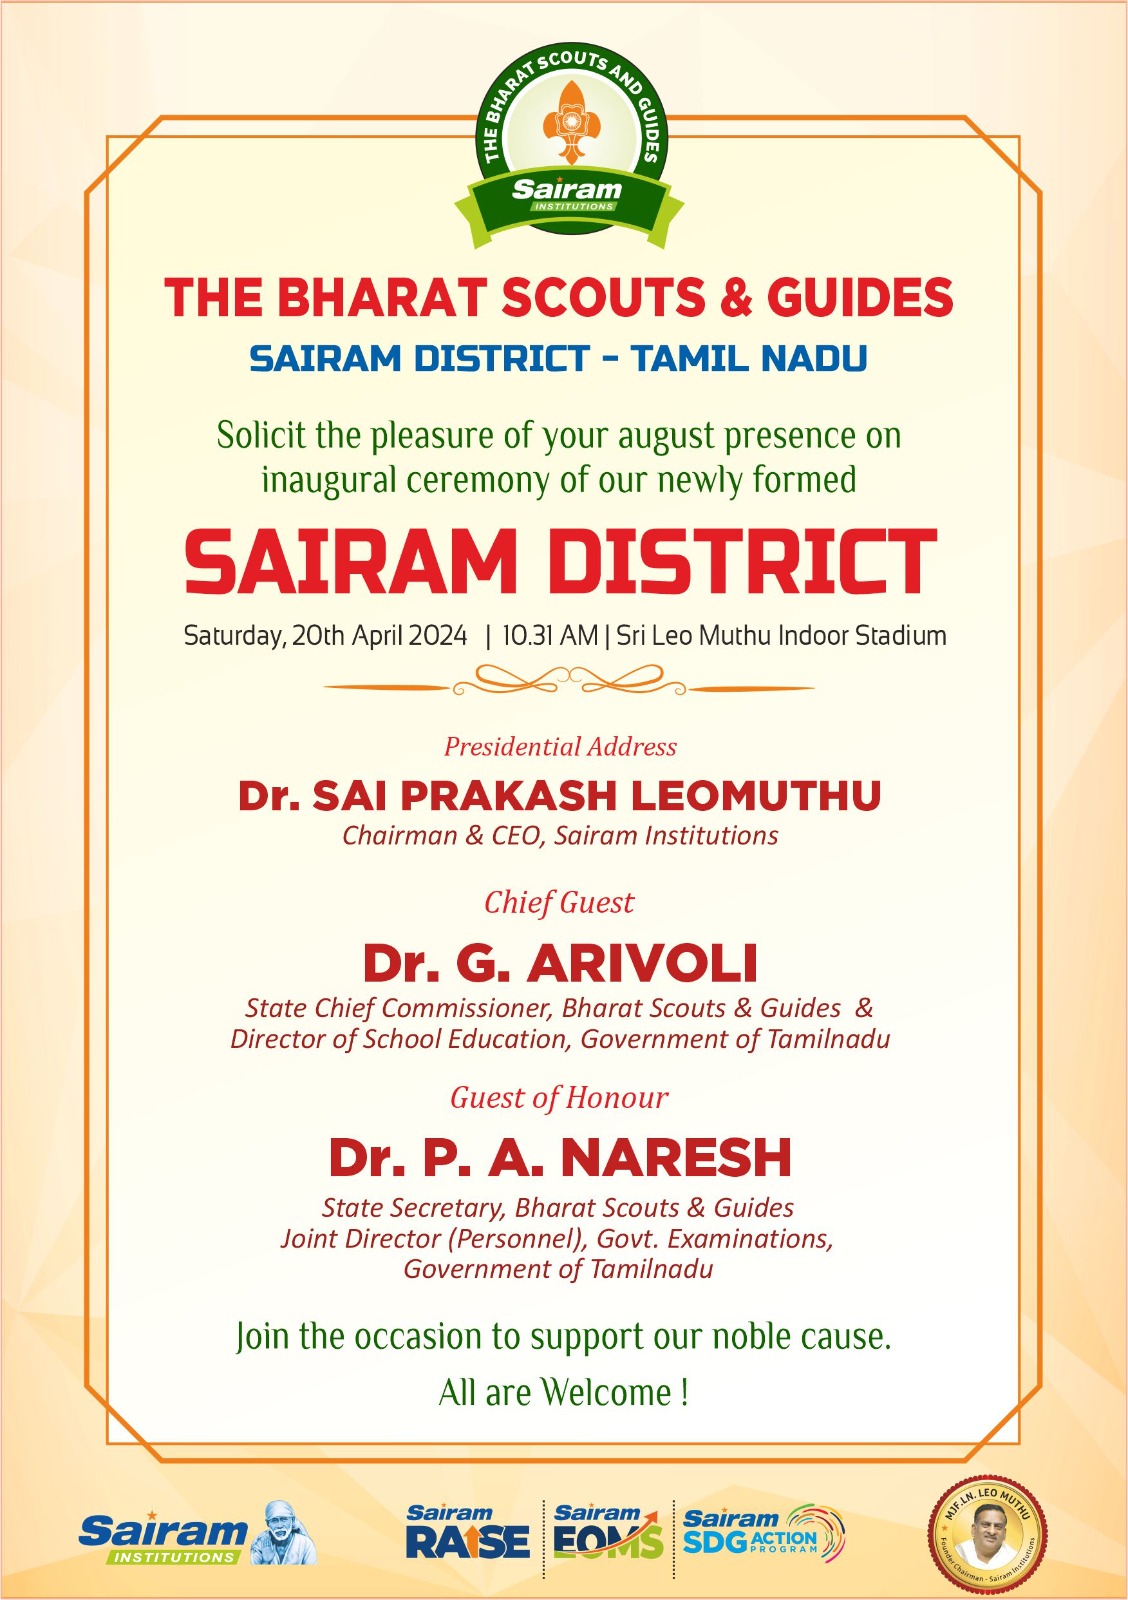 THE BHARAT SCOUTS AND GUIDES
Sairam
INSTITUTIONS
THE BHARAT SCOUTS & GUIDES
SAIRAM DISTRICT - TAMIL NADU
Solicit the pleasure of your august presence on
inaugural ceremony of our newly formed
SAIRAM DISTRICT
Saturday, 20th April 2024 | 10.31 AM | Sri Leo Muthu Indoor Stadium
Presidential Address
Dr. SAI PRAKASH LEOMUTHU
Chairman & CEO, Sairam Institutions
Chief Guest
Dr. G. ARIVOLI
State Chief Commissioner, Bharat Scouts & Guides &
Director of School Education, Government of Tamilnadu
Guest of Honour
Dr. P. A. NARESH
State Secretary, Bharat Scouts & Guides
Joint Director (Personnel), Govt. Examinations,
Government of Tamilnadu
Join the occasion to support our noble cause.
All are Welcome !
Sairam
INSTITUTIONS
Sairam
RAISE
Sairam
EOMS
Sairam
SDG ACTION
PROGRAM
MJF.LN. LEO MUTHU
Founder Chairman - Sairam Institutions